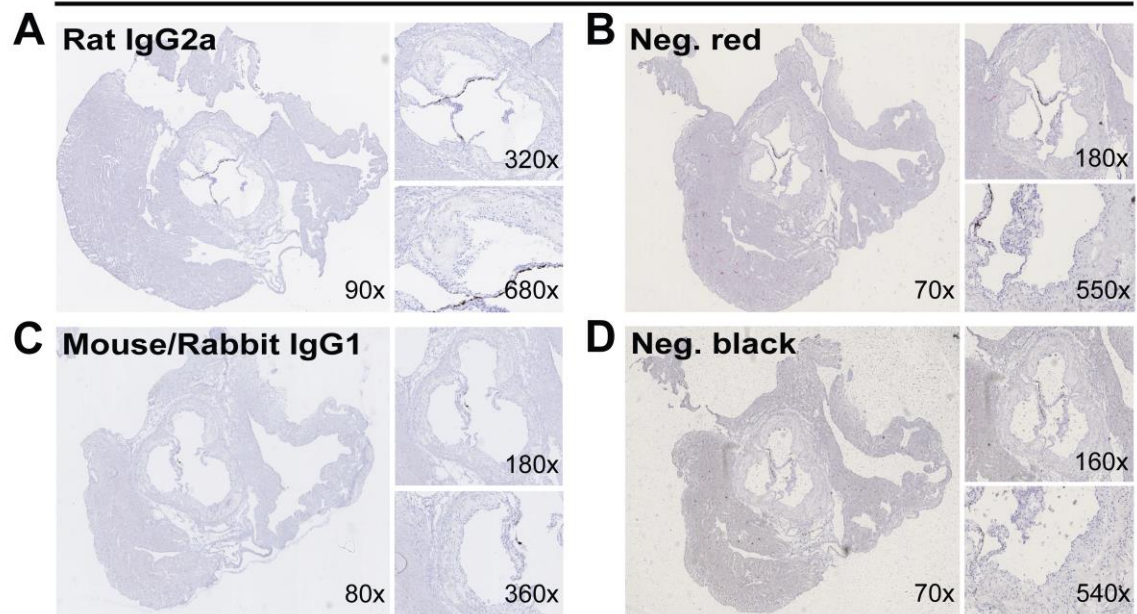 A Rat IgG2a
320x
90x
680x
B Neg. red
180x
70x
550x
C Mouse/Rabbit IgG1
180x
80x
360x
D Neg. black
160x
70x
540x